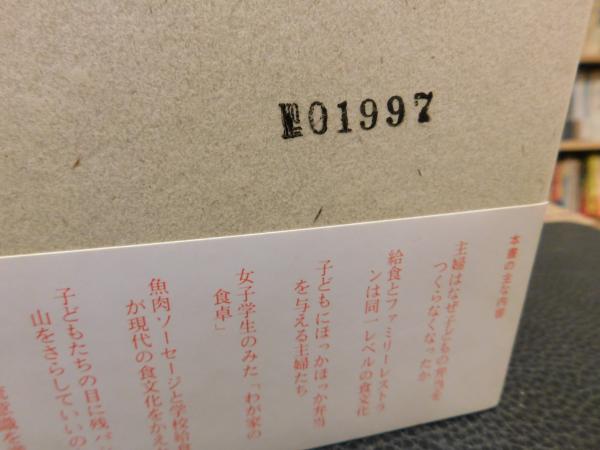 №01997
本書の主な内容
主婦はなぜ子どもの弁当を
つくらなくなったか
給食とファミリーレストラ
ンは同一レベルの食文化
子どもにほっかほっか弁当
を与える主婦たち
女子学生のみた「わが家の
食卓」
魚肉ソーセージと学校給食
が現代の食文化をかえた
子どもたちの目に残パ
山をさらしていいの